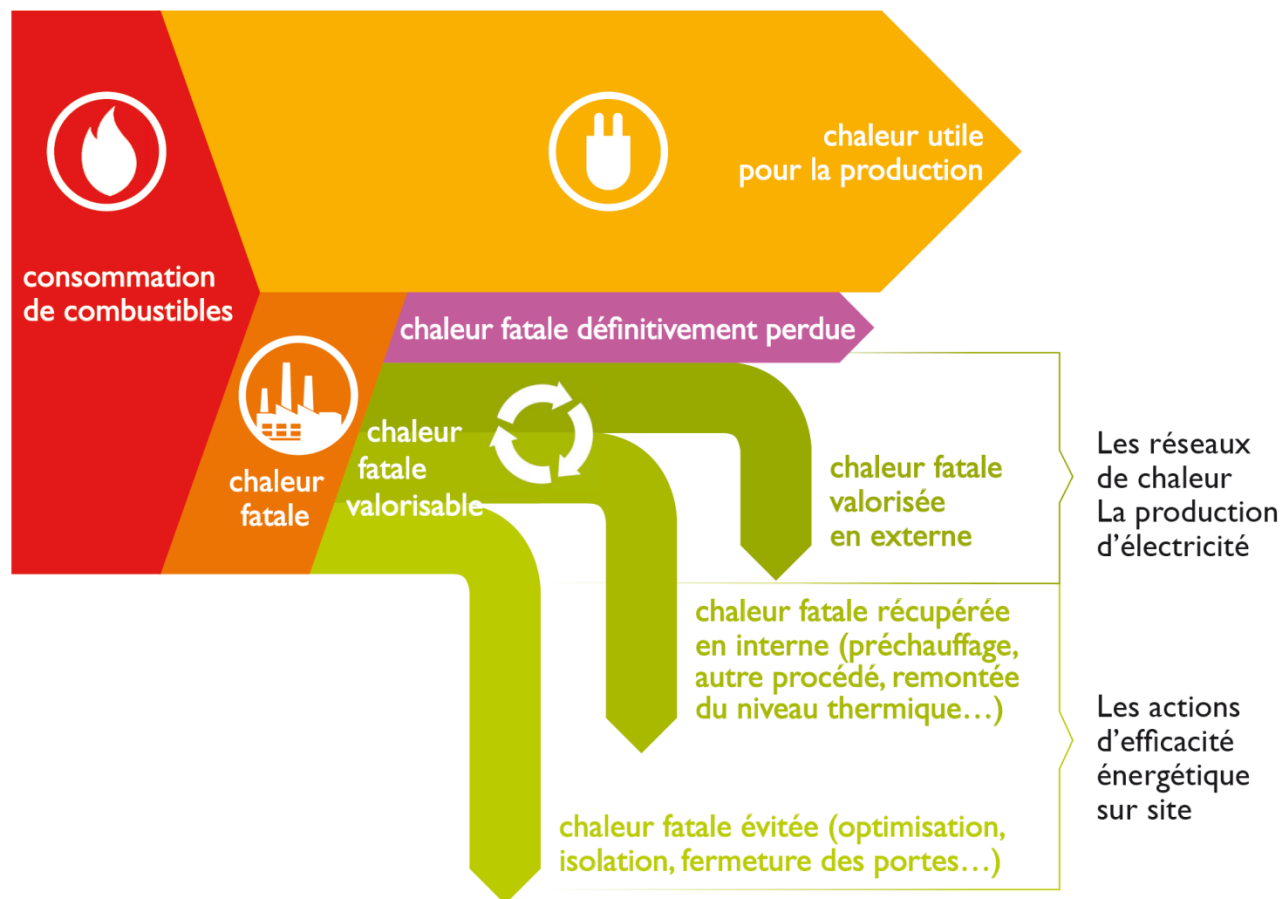 chaleur utile
pour la production
consommation
de combustibles
chaleur fatale définitivement perdue
chaleur
fatale
chaleur
fatale
valorisable
chaleur fatale
valorisée
en externe
Les réseaux
de chaleur
La production
d’électricité
chaleur fatale récupérée
en interne (préchauffage,
autre procédé, remontée
du niveau thermique…)
Les actions
d’efficacité
énergétique
sur site
chaleur fatale évitée (optimisation,
isolation, fermeture des portes…)